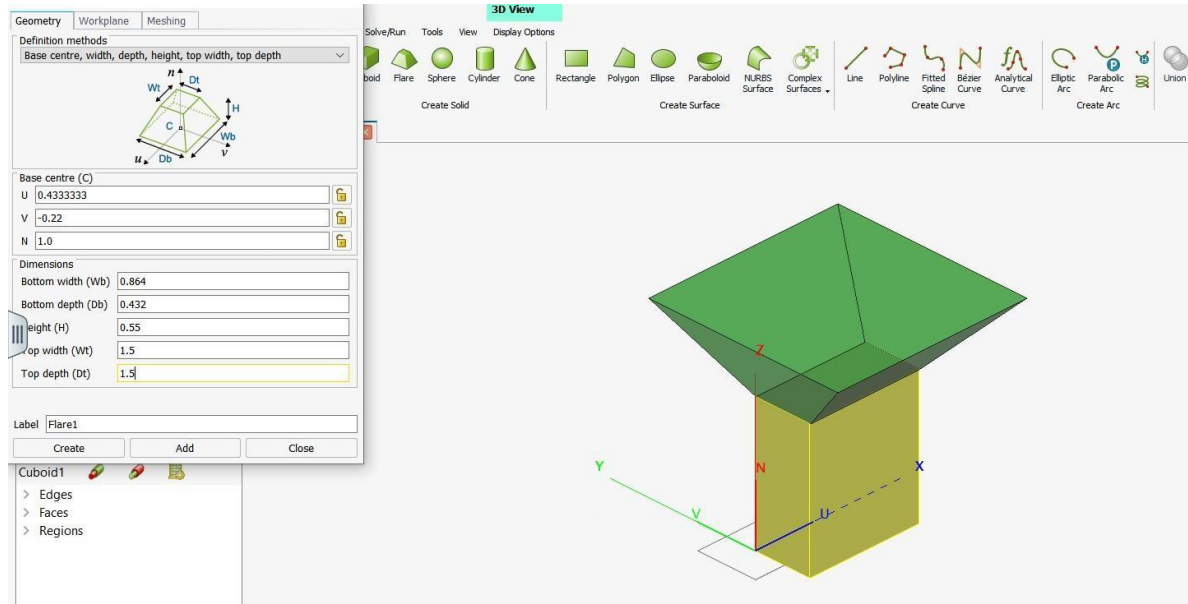 3D View
Solve/Run Tools View Display Options
Flare Sphere Cylinder Cone Rectangle Polygon Ellipse Paraboloid NURBS Surface Complex Surfaces Line Polyline Fitted Spline Bézier Curve Analytical Curve Elliptic Arc Parabolic Arc Union
Create Solid Create Surface Create Curve Create Arc
Geometry Workplane Meshing
Definition methods
Base centre, width, depth, height, top width, top depth
n Dt
Wt
H
C
Wb
u Db v
Base centre (C)
U 0.4333333
V -0.22
N 1.0
Dimensions
Bottom width (Wb) 0.864
Bottom depth (Db) 0.432
eight (H) 0.55
op width (Wt) 1.5
Top depth (Dt) 1.5
Label Flare1
Create Add Close
Cuboid1
Edges
Faces
Regions
Z
Y N X
V U